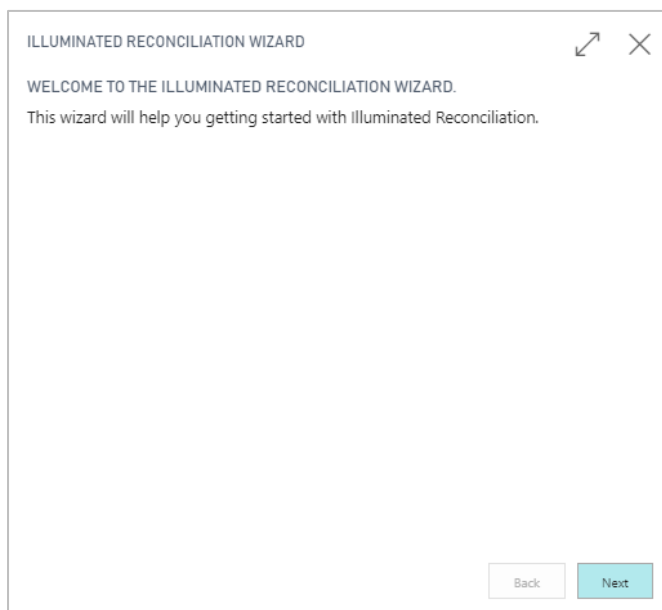 ILLUMINATED RECONCILIATION WIZARD
WELCOME TO THE ILLUMINATED RECONCILIATION WIZARD.
This wizard will help you getting started with Illuminated Reconciliation.
Back Next